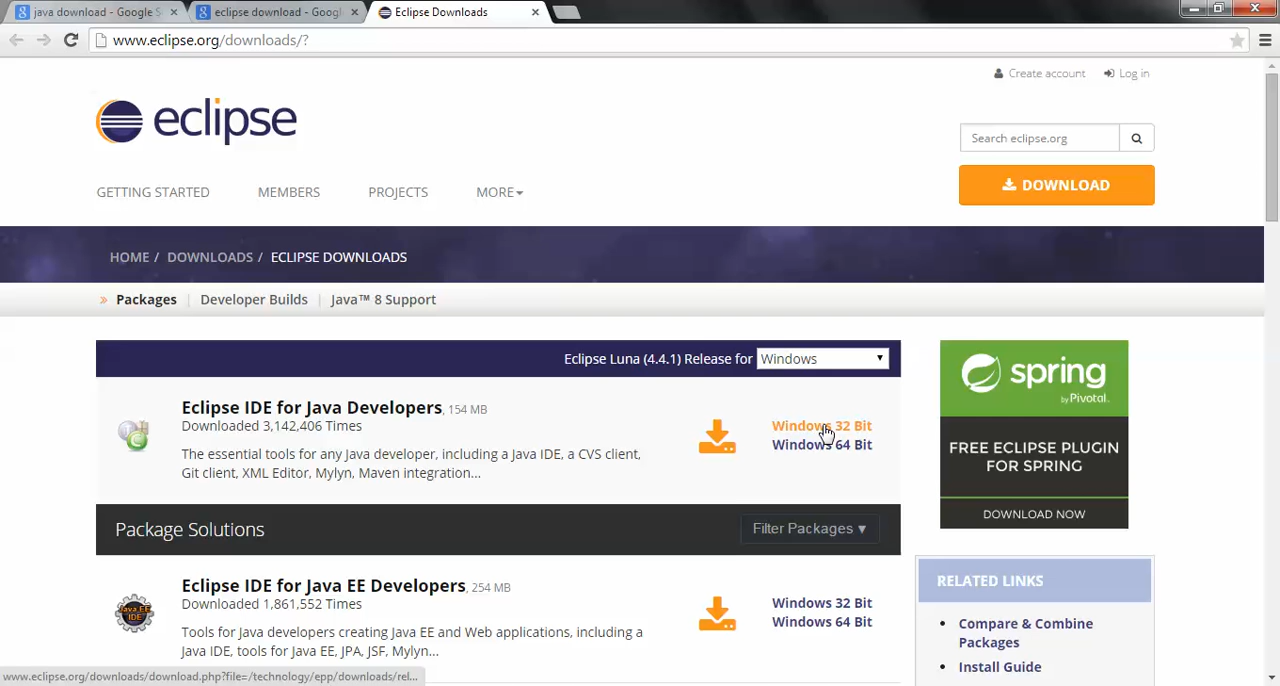 java download - Google S
eclipse download - Goog
Eclipse Downloads
www.eclipse.org/downloads/?
Create account
Log in
eclipse
Search eclipse.org
DOWNLOAD
GETTING STARTED
MEMBERS
PROJECTS
MORE
HOME / DOWNLOADS / ECLIPSE DOWNLOADS
» Packages
Developer Builds
Java™ 8 Support
Eclipse Luna (4.4.1) Release for
Windows
Eclipse IDE for Java Developers, 154 MB
Downloaded 3,142,406 Times
The essential tools for any Java developer, including a Java IDE, a CVS client,
Git client, XML Editor, Mylyn, Maven integration...
Windows 32 Bit
Windows 64 Bit
spring
by Pivotal.
FREE ECLIPSE PLUGIN
FOR SPRING
DOWNLOAD NOW
Package Solutions
Filter Packages ▾
Java EE
IDE
Eclipse IDE for Java EE Developers, 254 MB
Downloaded 1,861,552 Times
Tools for Java developers creating Java EE and Web applications, including a
Java IDE, tools for Java EE, JPA, JSF, Mylyn...
Windows 32 Bit
Windows 64 Bit
RELATED LINKS
• Compare & Combine
Packages
• Install Guide
www.eclipse.org/downloads/download.php?file=/technology/epp/downloads/rel...